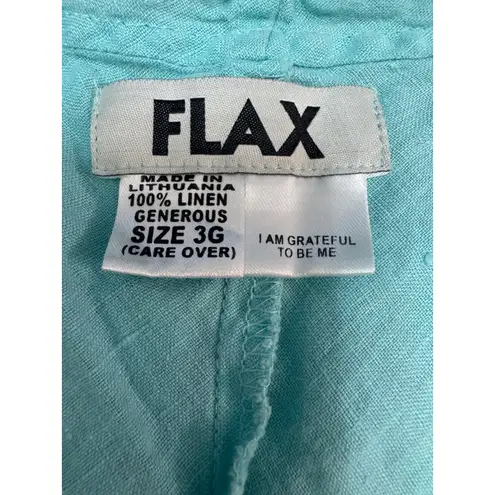 FLAX
MADE IN
LITHUANIA
100% LINEN
GENEROUS
SIZE 3G
(CARE OVER)
I AM GRATEFUL
TO BE ME